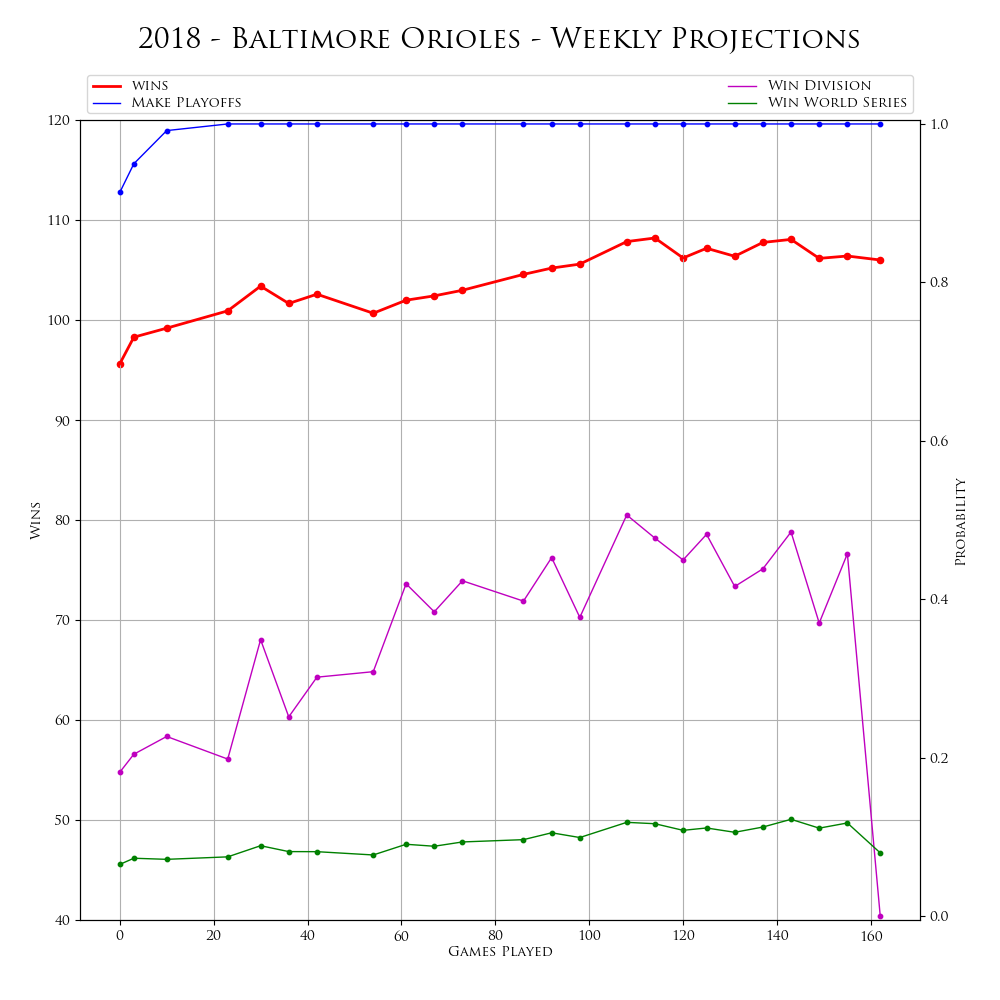 2018 - Baltimore Orioles - Weekly Projections
wins
Make Playoffs
Win Division
Win World Series
120
110
100
90
80
70
60
50
40
Wins
1.0
0.8
0.6
0.4
0.2
0.0
Probability
0 20 40 60 80 100 120 140 160
Games Played